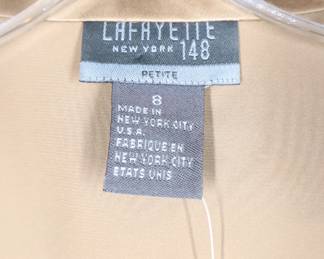 LAFAYETTE
NEW YORK 148
PETITE
8
MADE IN
NEW YORK CITY
U.S.A.
FABRIQUE EN
NEW YORK CITY
ETATS UNIS